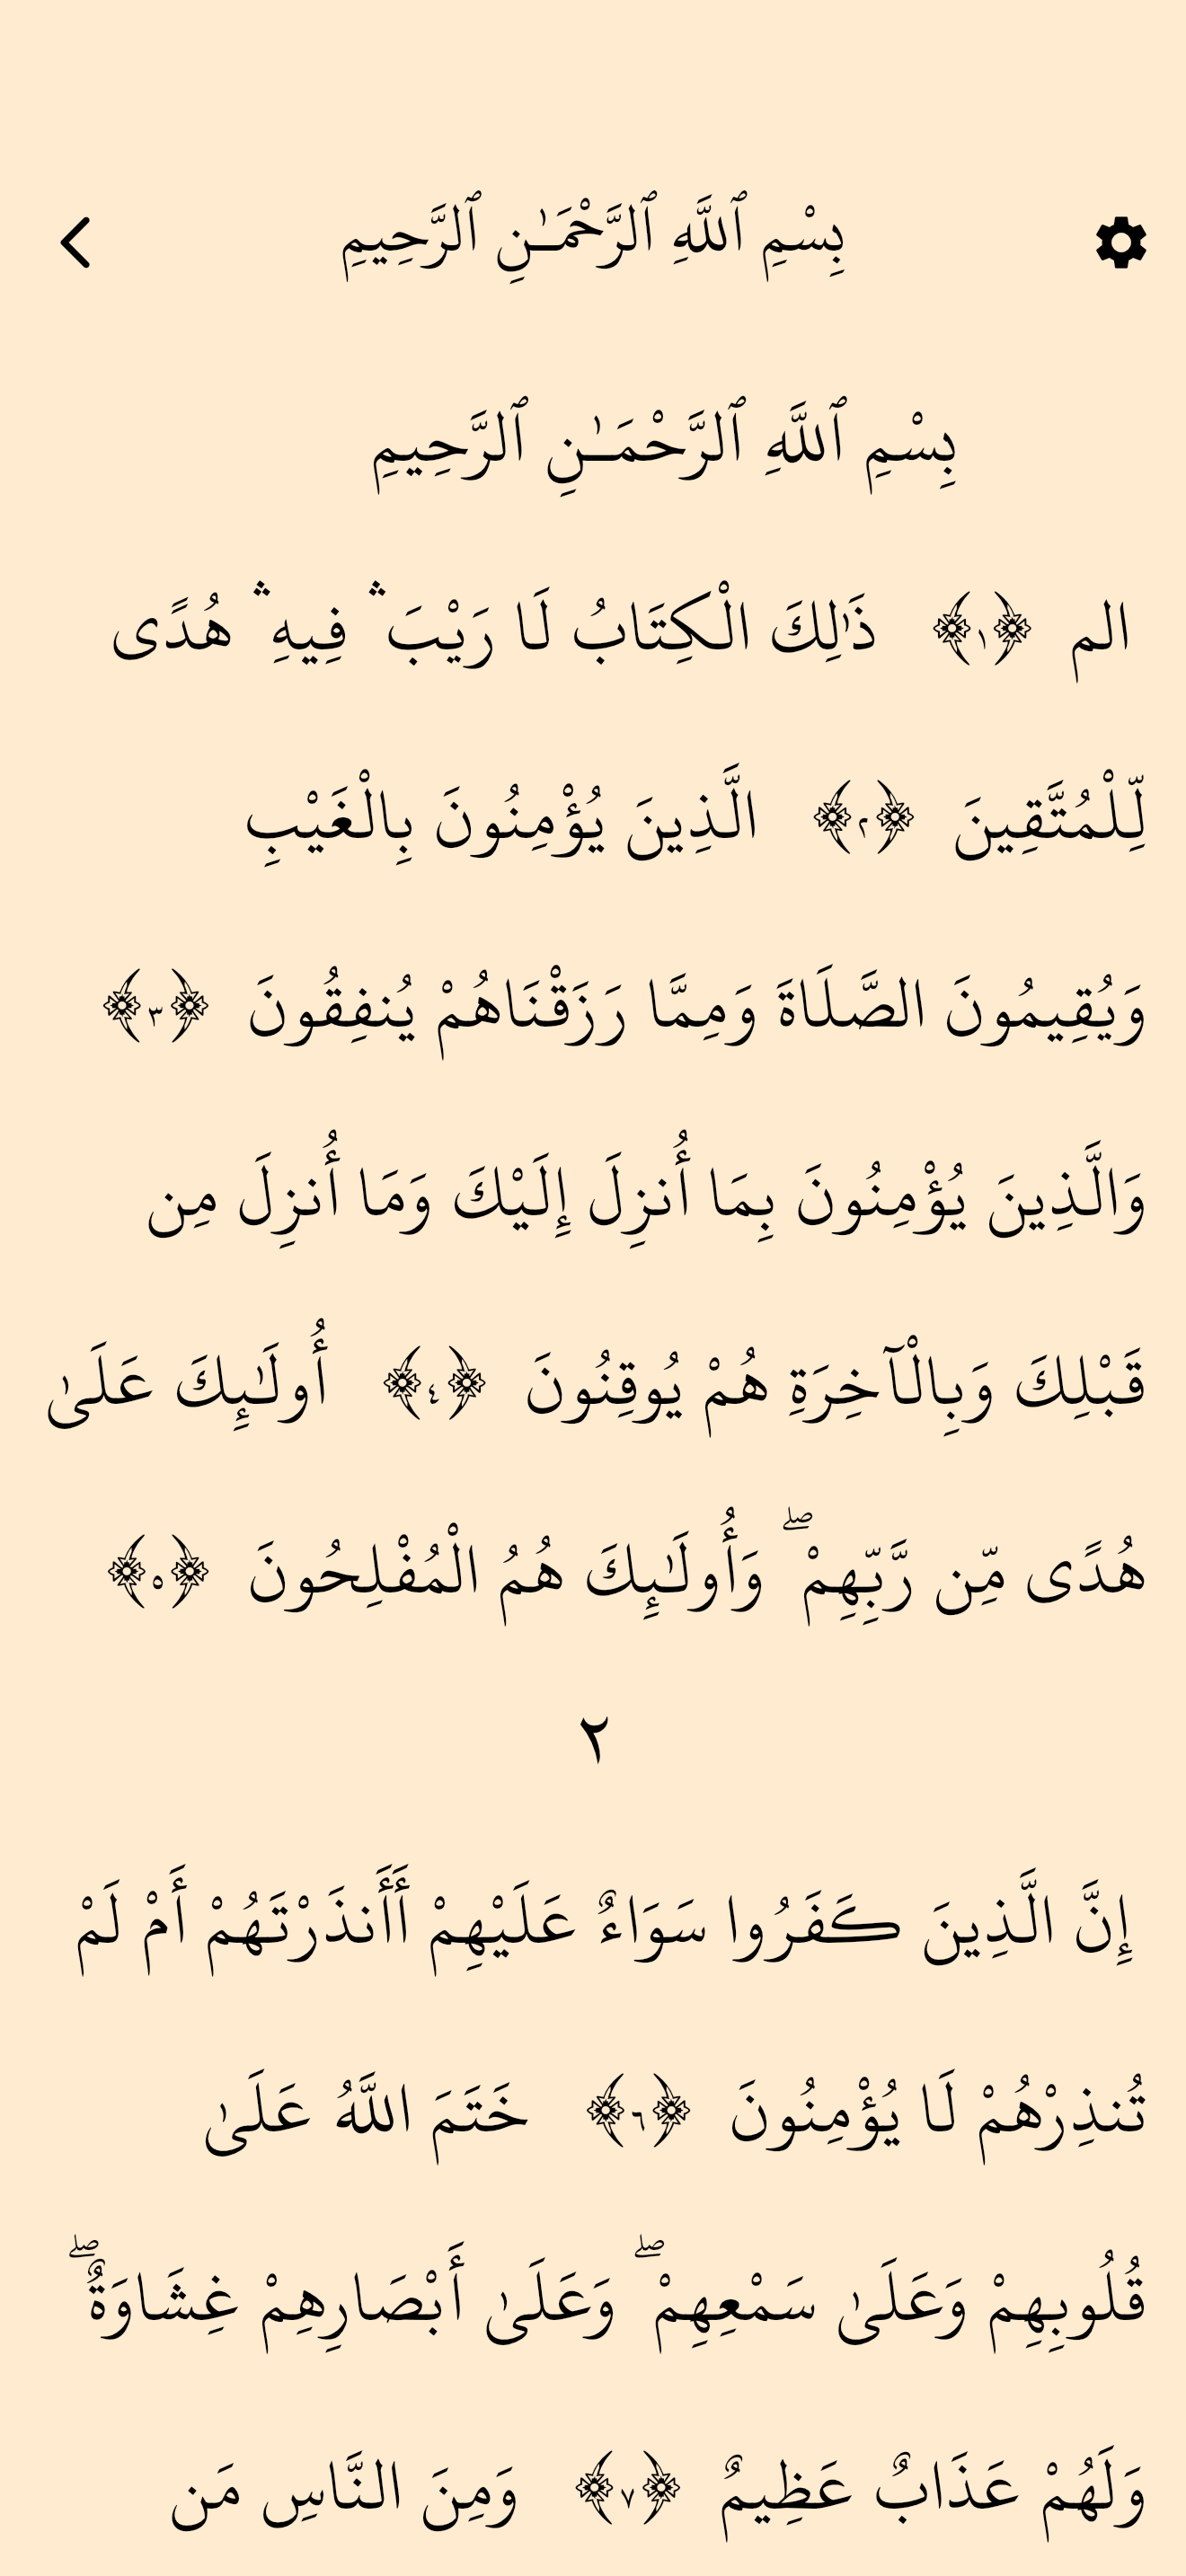 بِسْمِ ٱللَّهِ ٱلرَّحْمَـٰنِ ٱلرَّحِيمِ
بِسْمِ ٱللَّهِ ٱلرَّحْمَـٰنِ ٱلرَّحِيمِ
الم ﴿١﴾ ذَٰلِكَ الْكِتَابُ لَا رَيْبَ ۛ فِيهِ ۛ هُدًى
لِّلْمُتَّقِينَ ﴿٢﴾ الَّذِينَ يُؤْمِنُونَ بِالْغَيْبِ
وَيُقِيمُونَ الصَّلَاةَ وَمِمَّا رَزَقْنَاهُمْ يُنفِقُونَ ﴿٣﴾
وَالَّذِينَ يُؤْمِنُونَ بِمَا أُنزِلَ إِلَيْكَ وَمَا أُنزِلَ مِن
قَبْلِكَ وَبِالْآخِرَةِ هُمْ يُوقِنُونَ ﴿٤﴾ أُولَـٰئِكَ عَلَىٰ
هُدًى مِّن رَّبِّهِمْ ۖ وَأُولَـٰئِكَ هُمُ الْمُفْلِحُونَ ﴿٥﴾
٢
إِنَّ الَّذِينَ كَفَرُوا سَوَاءٌ عَلَيْهِمْ أَأَنذَرْتَهُمْ أَمْ لَمْ
تُنذِرْهُمْ لَا يُؤْمِنُونَ ﴿٦﴾ خَتَمَ اللَّهُ عَلَىٰ
قُلُوبِهِمْ وَعَلَىٰ سَمْعِهِمْ ۖ وَعَلَىٰ أَبْصَارِهِمْ غِشَاوَةٌ ۖ
وَلَهُمْ عَذَابٌ عَظِيمٌ ﴿٧﴾ وَمِنَ النَّاسِ مَن